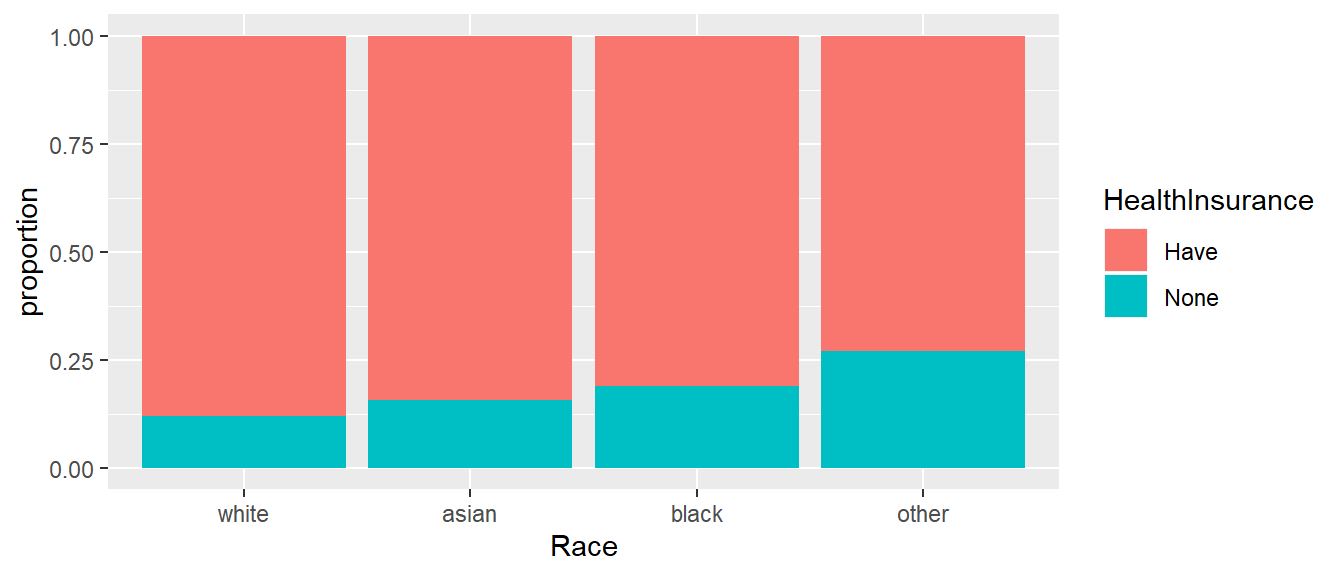 1.00
0.75
0.50
0.25
0.00
proportion
white asian black other
Race
HealthInsurance
Have
None